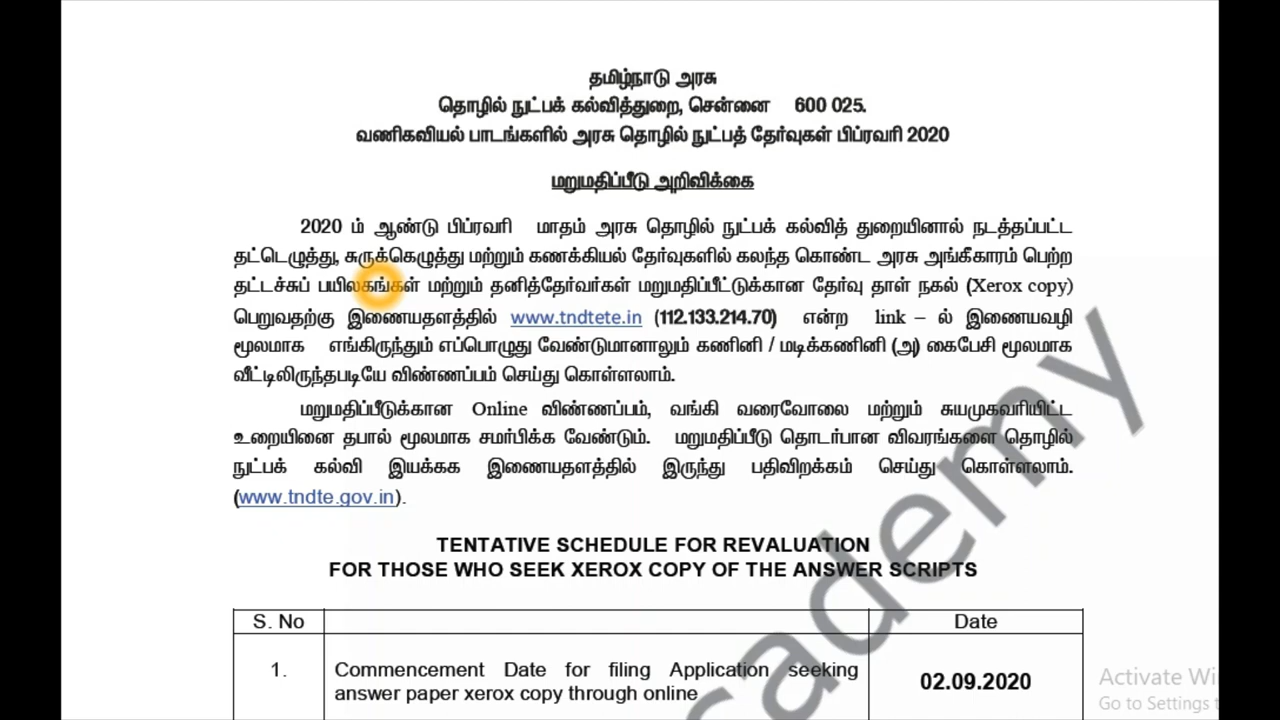 தமிழ்நாடு அரசு
தொழில் நுட்பக் கல்வித்துறை, சென்னை 600 025.
வணிகவியல் பாடங்களில் அரசு தொழில் நுட்பத் தேர்வுகள் பிப்ரவரி 2020
மறுமதிப்பீடு அறிவிக்கை
2020 ம் ஆண்டு பிப்ரவரி மாதம் அரசு தொழில் நுட்பக் கல்வித் துறையினால் நடத்தப்பட்ட
தட்டெழுத்து, சுருக்கெழுத்து மற்றும் கணக்கியல் தேர்வுகளில் கலந்த கொண்ட அரசு அங்கீகாரம் பெற்ற
தட்டச்சுப் பயிலகங்கள் மற்றும் தனித்தேர்வர்கள் மறுமதிப்பீட்டுக்கான தேர்வு தாள் நகல் (Xerox copy)
பெறுவதற்கு இணையதளத்தில் www.tndtete.in (112.133.214.70) என்ற link – ல் இணையவழி
மூலமாக எங்கிருந்தும் எப்பொழுது வேண்டுமானாலும் கணினி / மடிக்கணினி (அ) கைபேசி மூலமாக
வீட்டிலிருந்தபடியே விண்ணப்பம் செய்து கொள்ளலாம்.
மறுமதிப்பீடுக்கான Online விண்ணப்பம், வங்கி வரைவோலை மற்றும் சுயமுகவரியிட்ட
உறையினை தபால் மூலமாக சமர்பிக்க வேண்டும். மறுமதிப்பீடு தொடர்பான விவரங்களை தொழில்
நுட்பக் கல்வி இயக்கக இணையதளத்தில் இருந்து பதிவிறக்கம் செய்து கொள்ளலாம்.
(www.tndte.gov.in).
TENTATIVE SCHEDULE FOR REVALUATION
FOR THOSE WHO SEEK XEROX COPY OF THE ANSWER SCRIPTS
S. No Date
1. Commencement Date for filing Application seeking
answer paper xerox copy through online 02.09.2020
cademy
Activate Wi
Go to Settings t